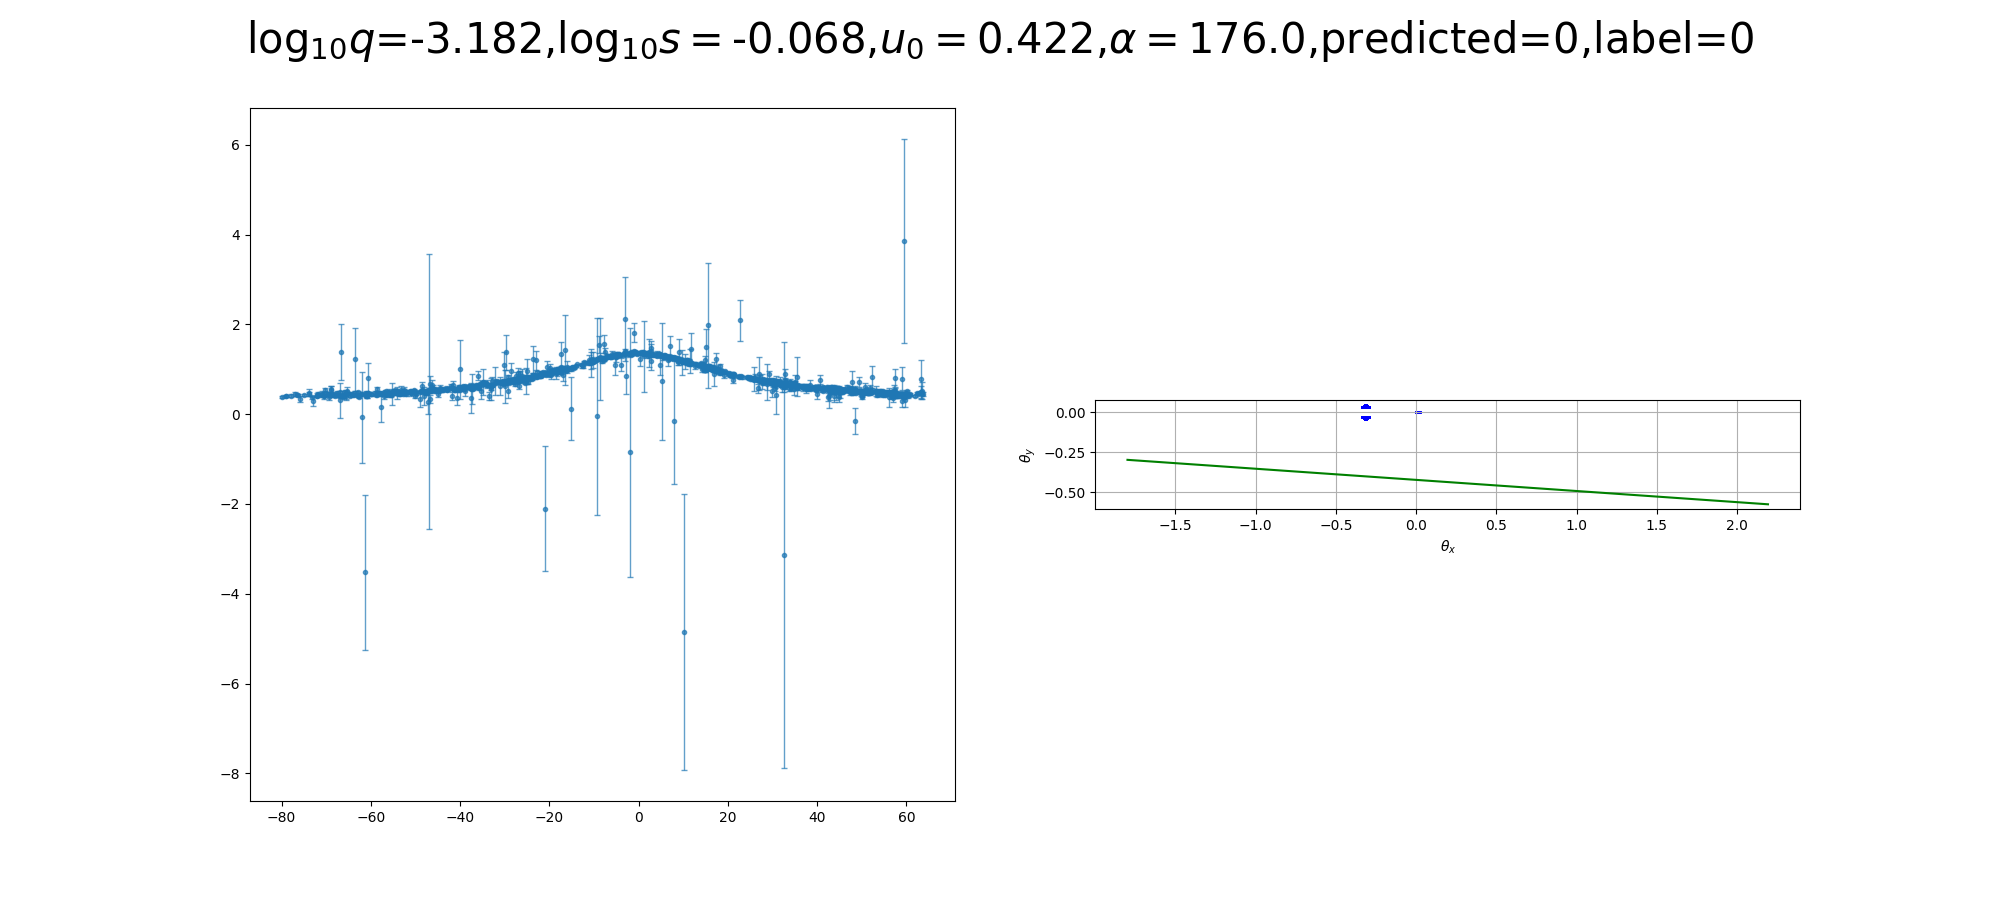 log₁₀q=-3.182,log₁₀s = -0.068,u₀ = 0.422,α = 176.0,predicted=0,label=0
6
4
2
0
−2
−4
−6
−8
−80 −60 −40 −20 0 20 40 60
0.00
−0.25
−0.50
θy
−1.5 −1.0 −0.5 0.0 0.5 1.0 1.5 2.0
θx